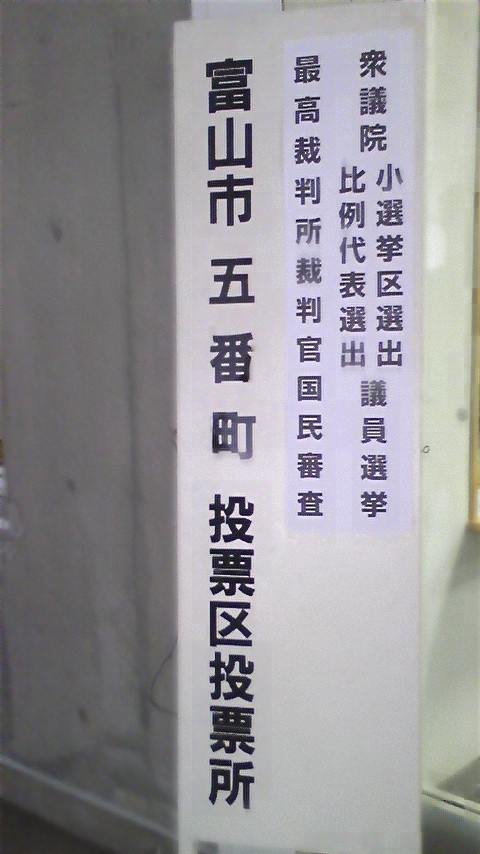 衆議院
小選挙区選出
比例代表選出
議員選挙
最高裁判所裁判官国民審査
富山市 五番町 投票区投票所